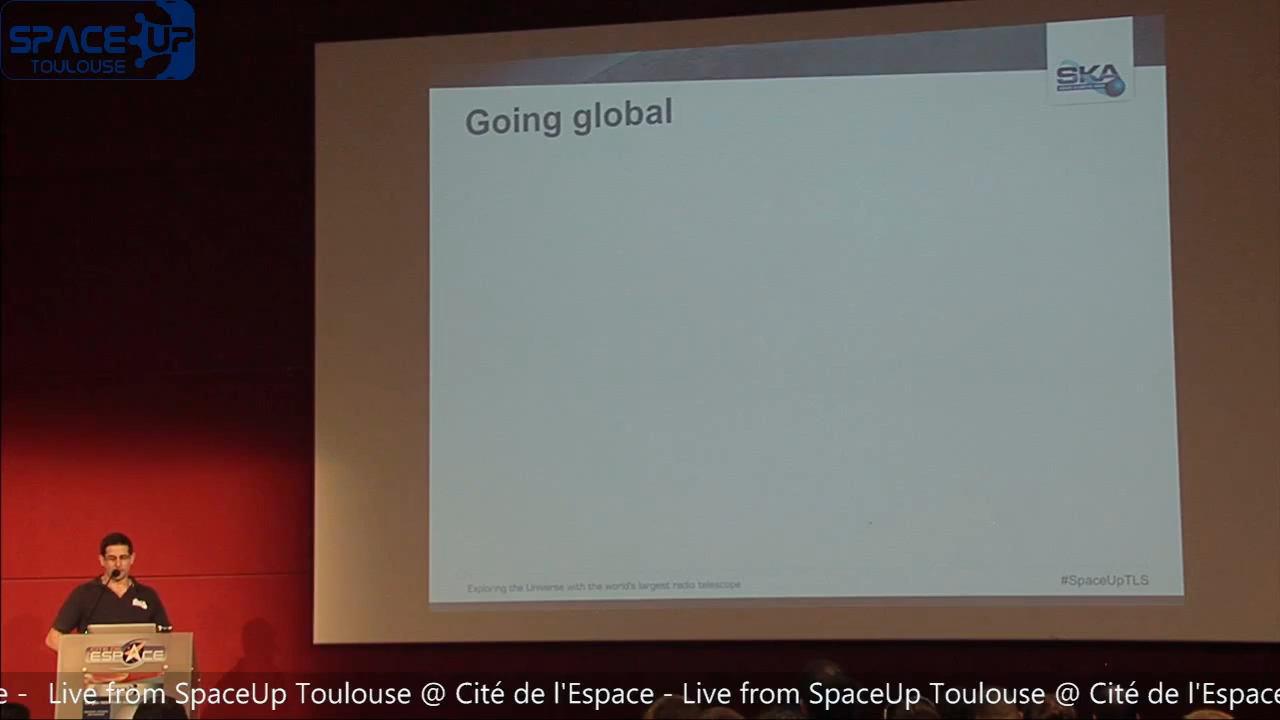 SPACE UP
TOULOUSE
SKA
Going global
Exploring the Universe with the world's largest radio telescope
#SpaceUpTLS
ESPACE
e - Live from SpaceUp Toulouse @ Cité de l'Espace - Live from SpaceUp Toulouse @ Cité de l'Espace